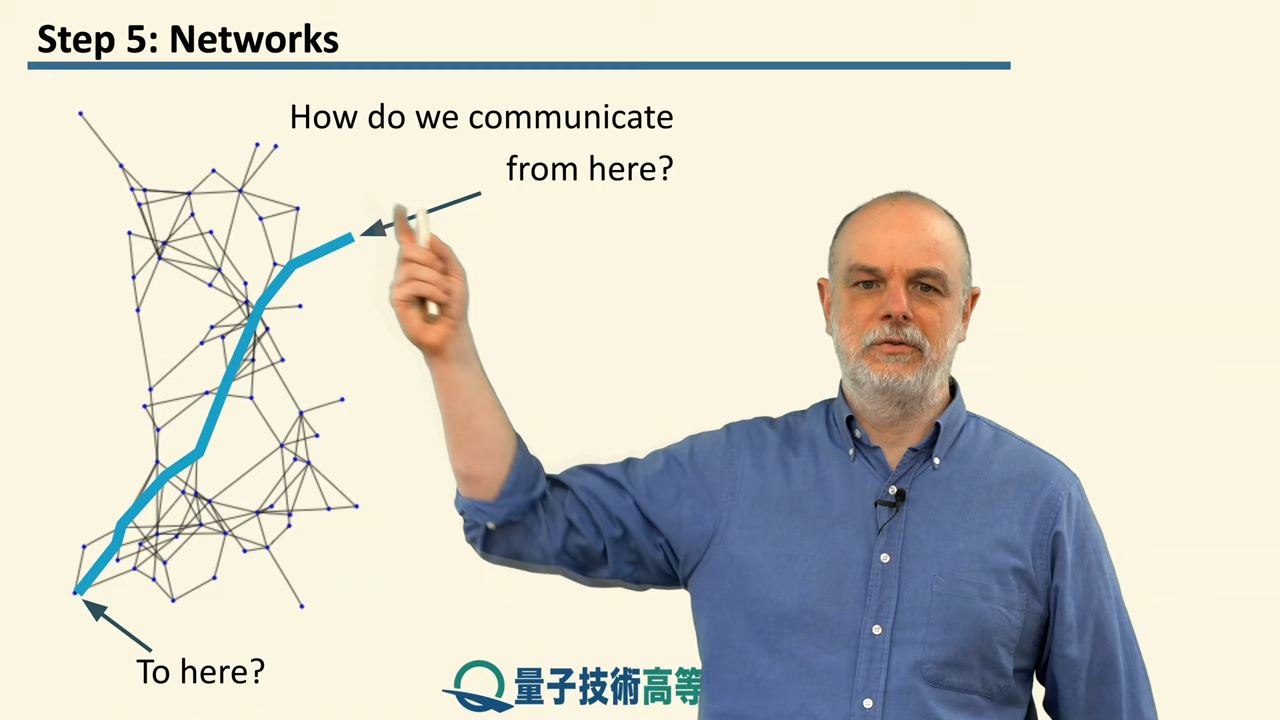 Step 5: Networks
How do we communicate
from here?
To here?
量子技術高等